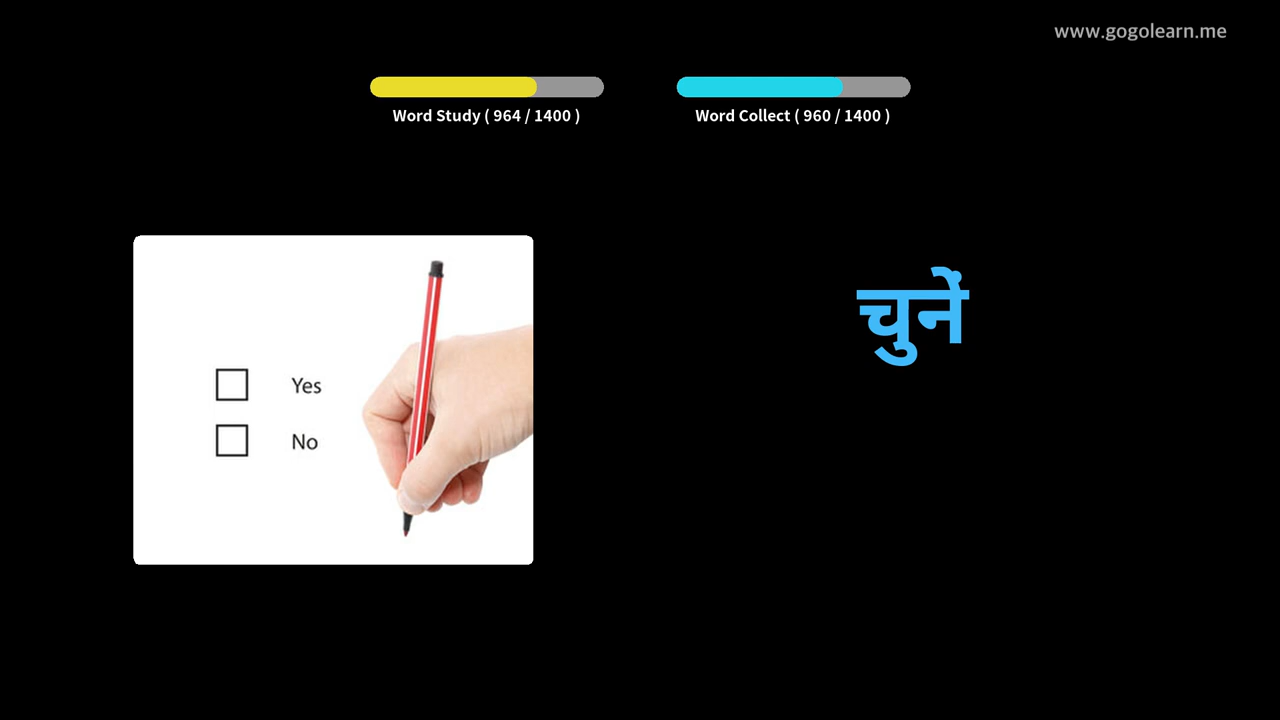 www.gogolearn.me
Word Study ( 964 / 1400 )
Word Collect ( 960 / 1400 )
चुनें
Yes
No